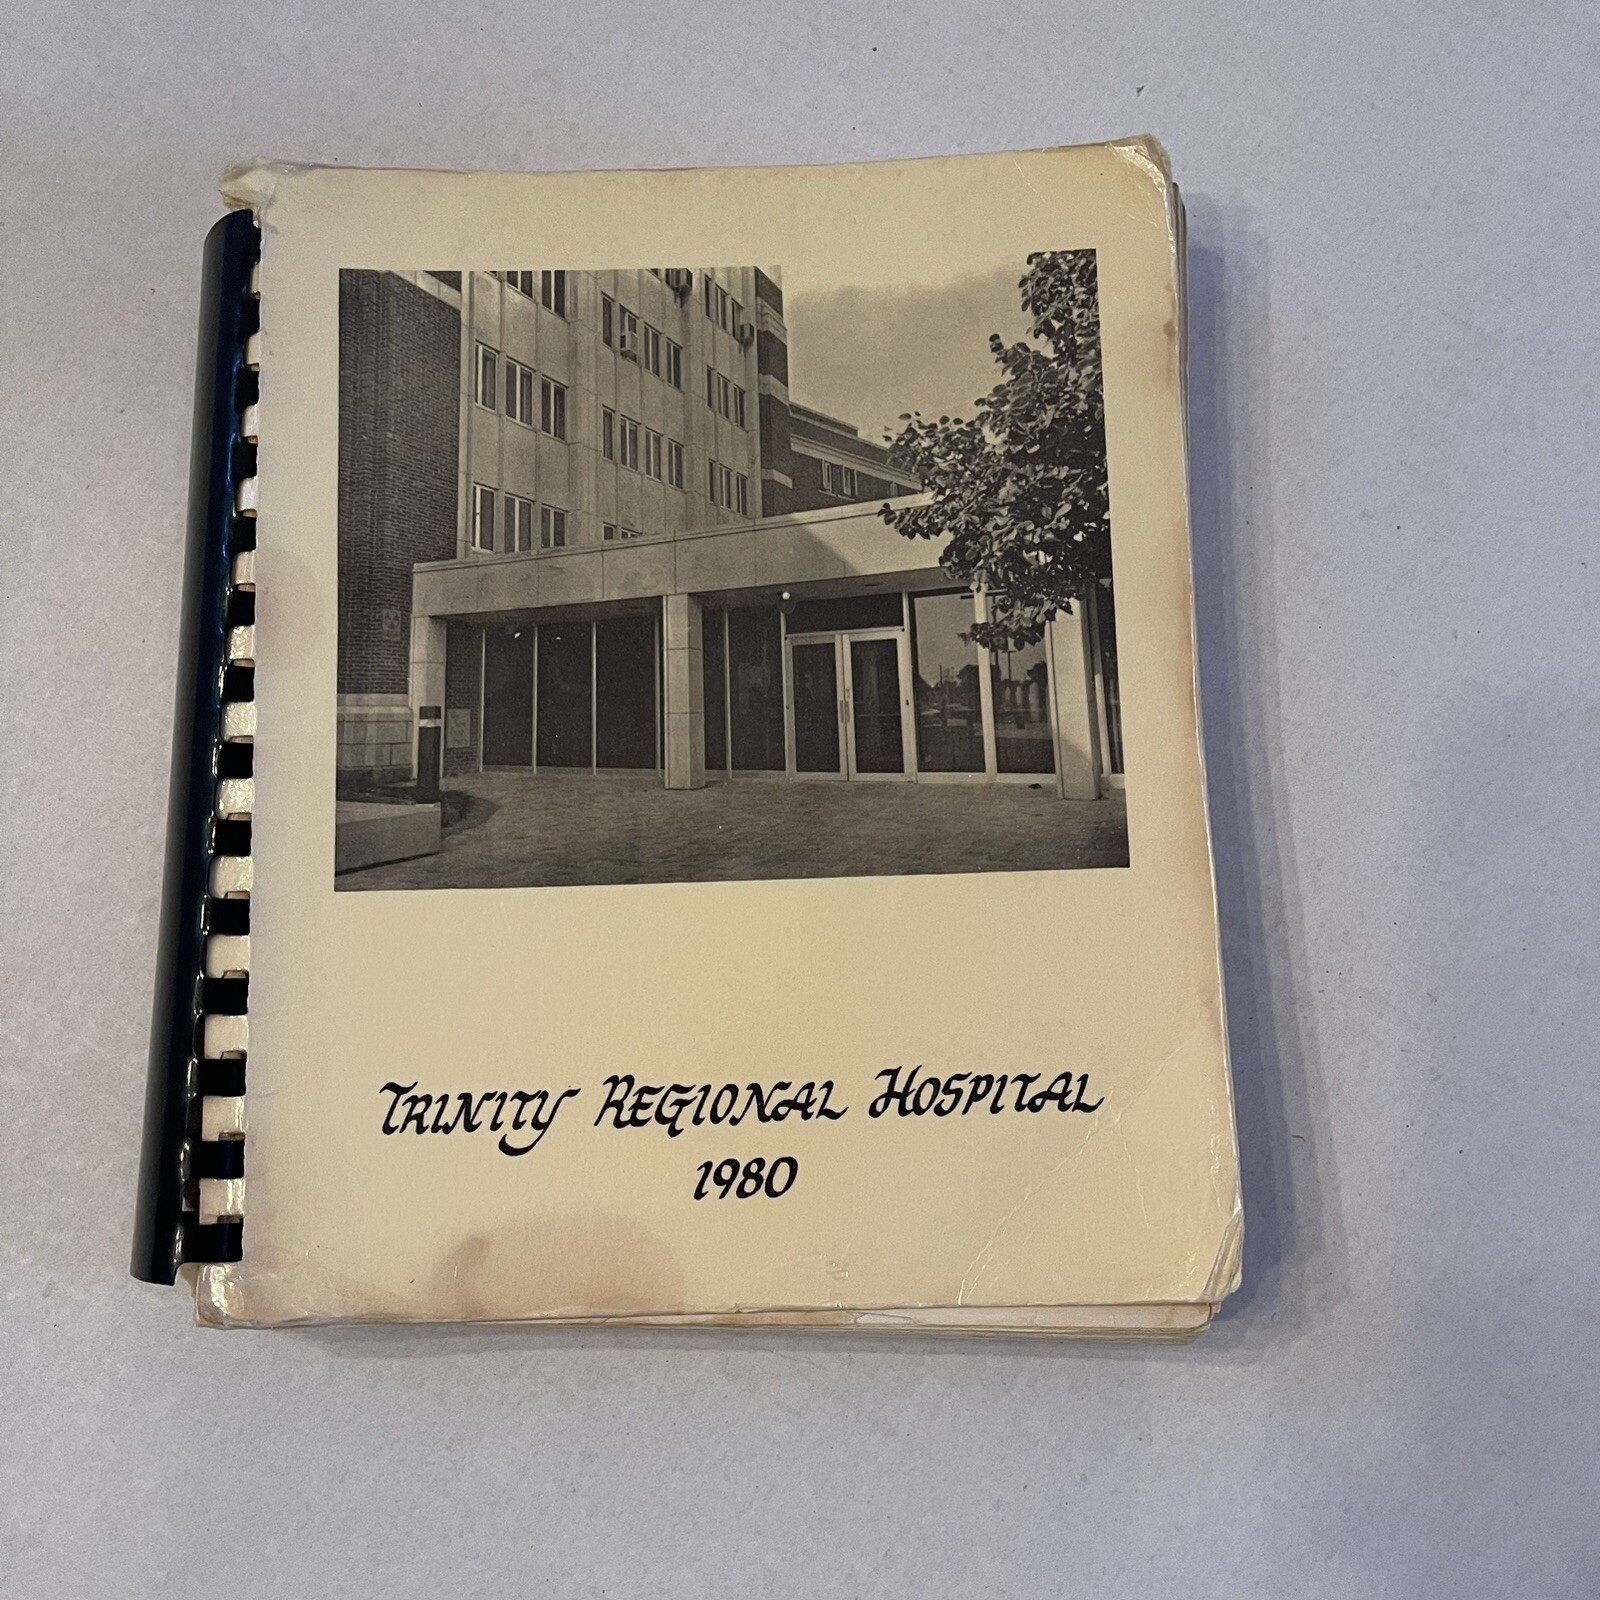 TRINITY REGIONAL HOSPITAL
1980